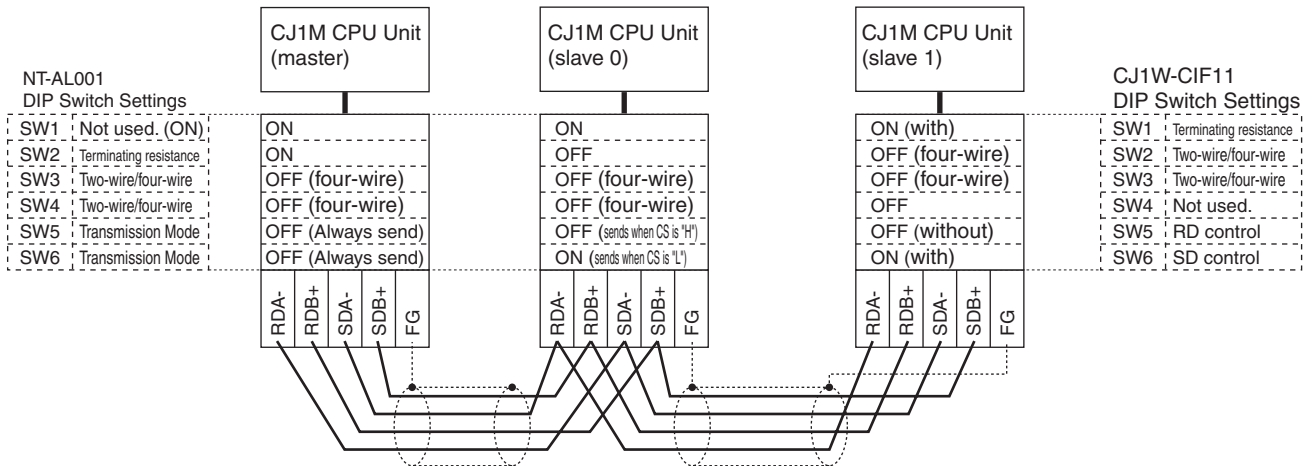 CJ1M CPU Unit
(master)
CJ1M CPU Unit
(slave 0)
CJ1M CPU Unit
(slave 1)
NT-AL001
DIP Switch Settings
SW1 Not used. (ON)
SW2 Terminating resistance
SW3 Two-wire/four-wire
SW4 Two-wire/four-wire
SW5 Transmission Mode
SW6 Transmission Mode
ON
ON
OFF (four-wire)
OFF (four-wire)
OFF (Always send)
OFF (Always send)
RDA- RDB+ SDA- SDB+ FG
ON
OFF
OFF (four-wire)
OFF (four-wire)
OFF (sends when CS is "H")
ON (sends when CS is "L")
RDA- RDB+ SDA- SDB+ FG
ON (with)
OFF (four-wire)
OFF (four-wire)
OFF
OFF (without)
ON (with)
RDA- RDB+ SDA- SDB+ FG
CJ1W-CIF11
DIP Switch Settings
SW1 Terminating resistance
SW2 Two-wire/four-wire
SW3 Two-wire/four-wire
SW4 Not used.
SW5 RD control
SW6 SD control